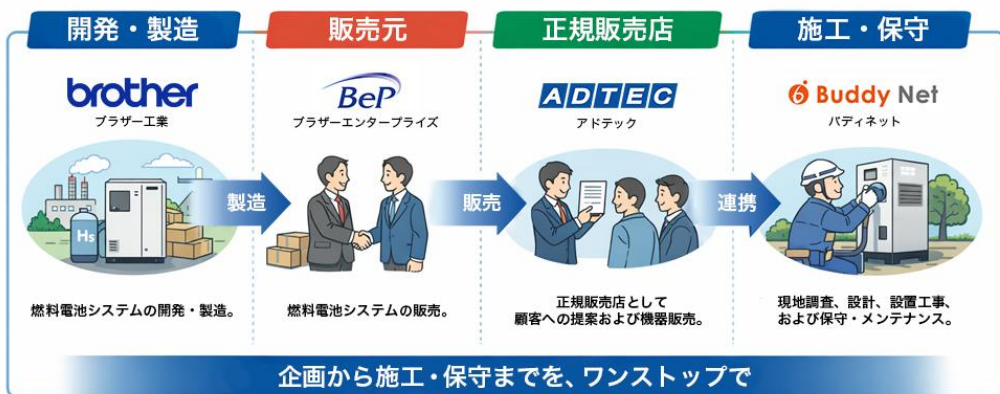 開発・製造
販売元
正規販売店
施工・保守
brother
ブラザー工業
BeP
ブラザーエンタープライズ
ADTEC
アドテック
Buddy Net
バディネット
Hs
製造
販売
連携
燃料電池システムの開発・製造。
燃料電池システムの販売。
正規販売店として
顧客への提案および機器販売。
現地調査、設計、設置工事、
および保守・メンテナンス。
企画から施工・保守までを、ワンストップで